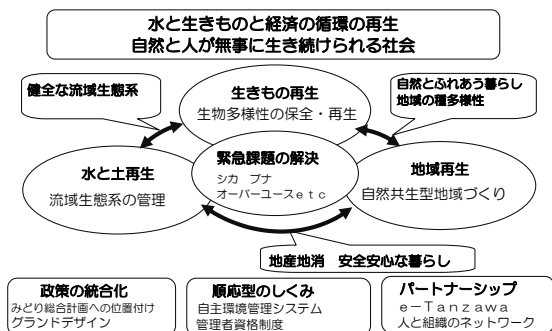 水と生きものと経済の循環の再生
自然と人が無事に生き続けられる社会
健全な流域生態系
生きもの再生
生物多様性の保全・再生
自然とふれあう暮らし
地域の種多様性
緊急課題の解決
シカ ブナ
オーバーユースetc
水と土再生
流域生態系の管理
地域再生
自然共生型地域づくり
地産地消 安全安心な暮らし
政策の統合化
みどり総合計画への位置付け
グランドデザイン
順応型のしくみ
自主環境管理システム
管理者資格制度
パートナーシップ
e-Tanzawa
人と組織のネットワーク